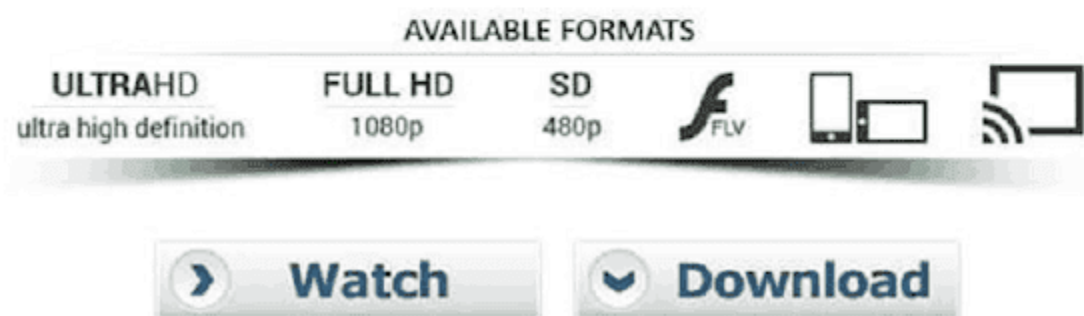 AVAILABLE FORMATS
ULTRAHD FULL HD SD
ultra high definition 1080p 480p FLV
Watch Download